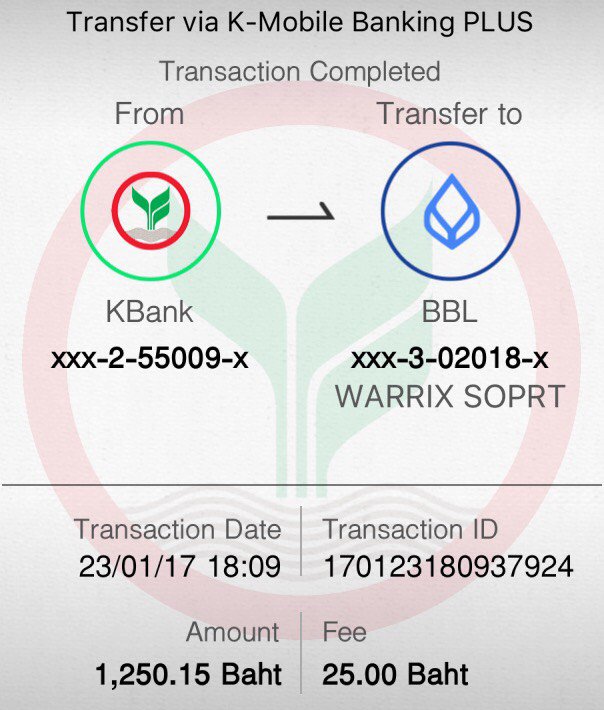 Transfer via K-Mobile Banking PLUS
Transaction Completed
From
Transfer to
KBank
BBL
xxx-2-55009-x
xxx-3-02018-x
WARRIX SOPRT
Transaction Date
Transaction ID
23/01/17 18:09
170123180937924
Amount
Fee
1,250.15 Baht
25.00 Baht